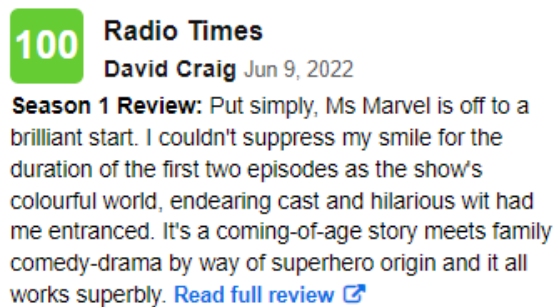 100
Radio Times
David Craig Jun 9, 2022
Season 1 Review: Put simply, Ms Marvel is off to a
brilliant start. I couldn't suppress my smile for the
duration of the first two episodes as the show's
colourful world, endearing cast and hilarious wit had
me entranced. It's a coming-of-age story meets family
comedy-drama by way of superhero origin and it all
works superbly. Read full review